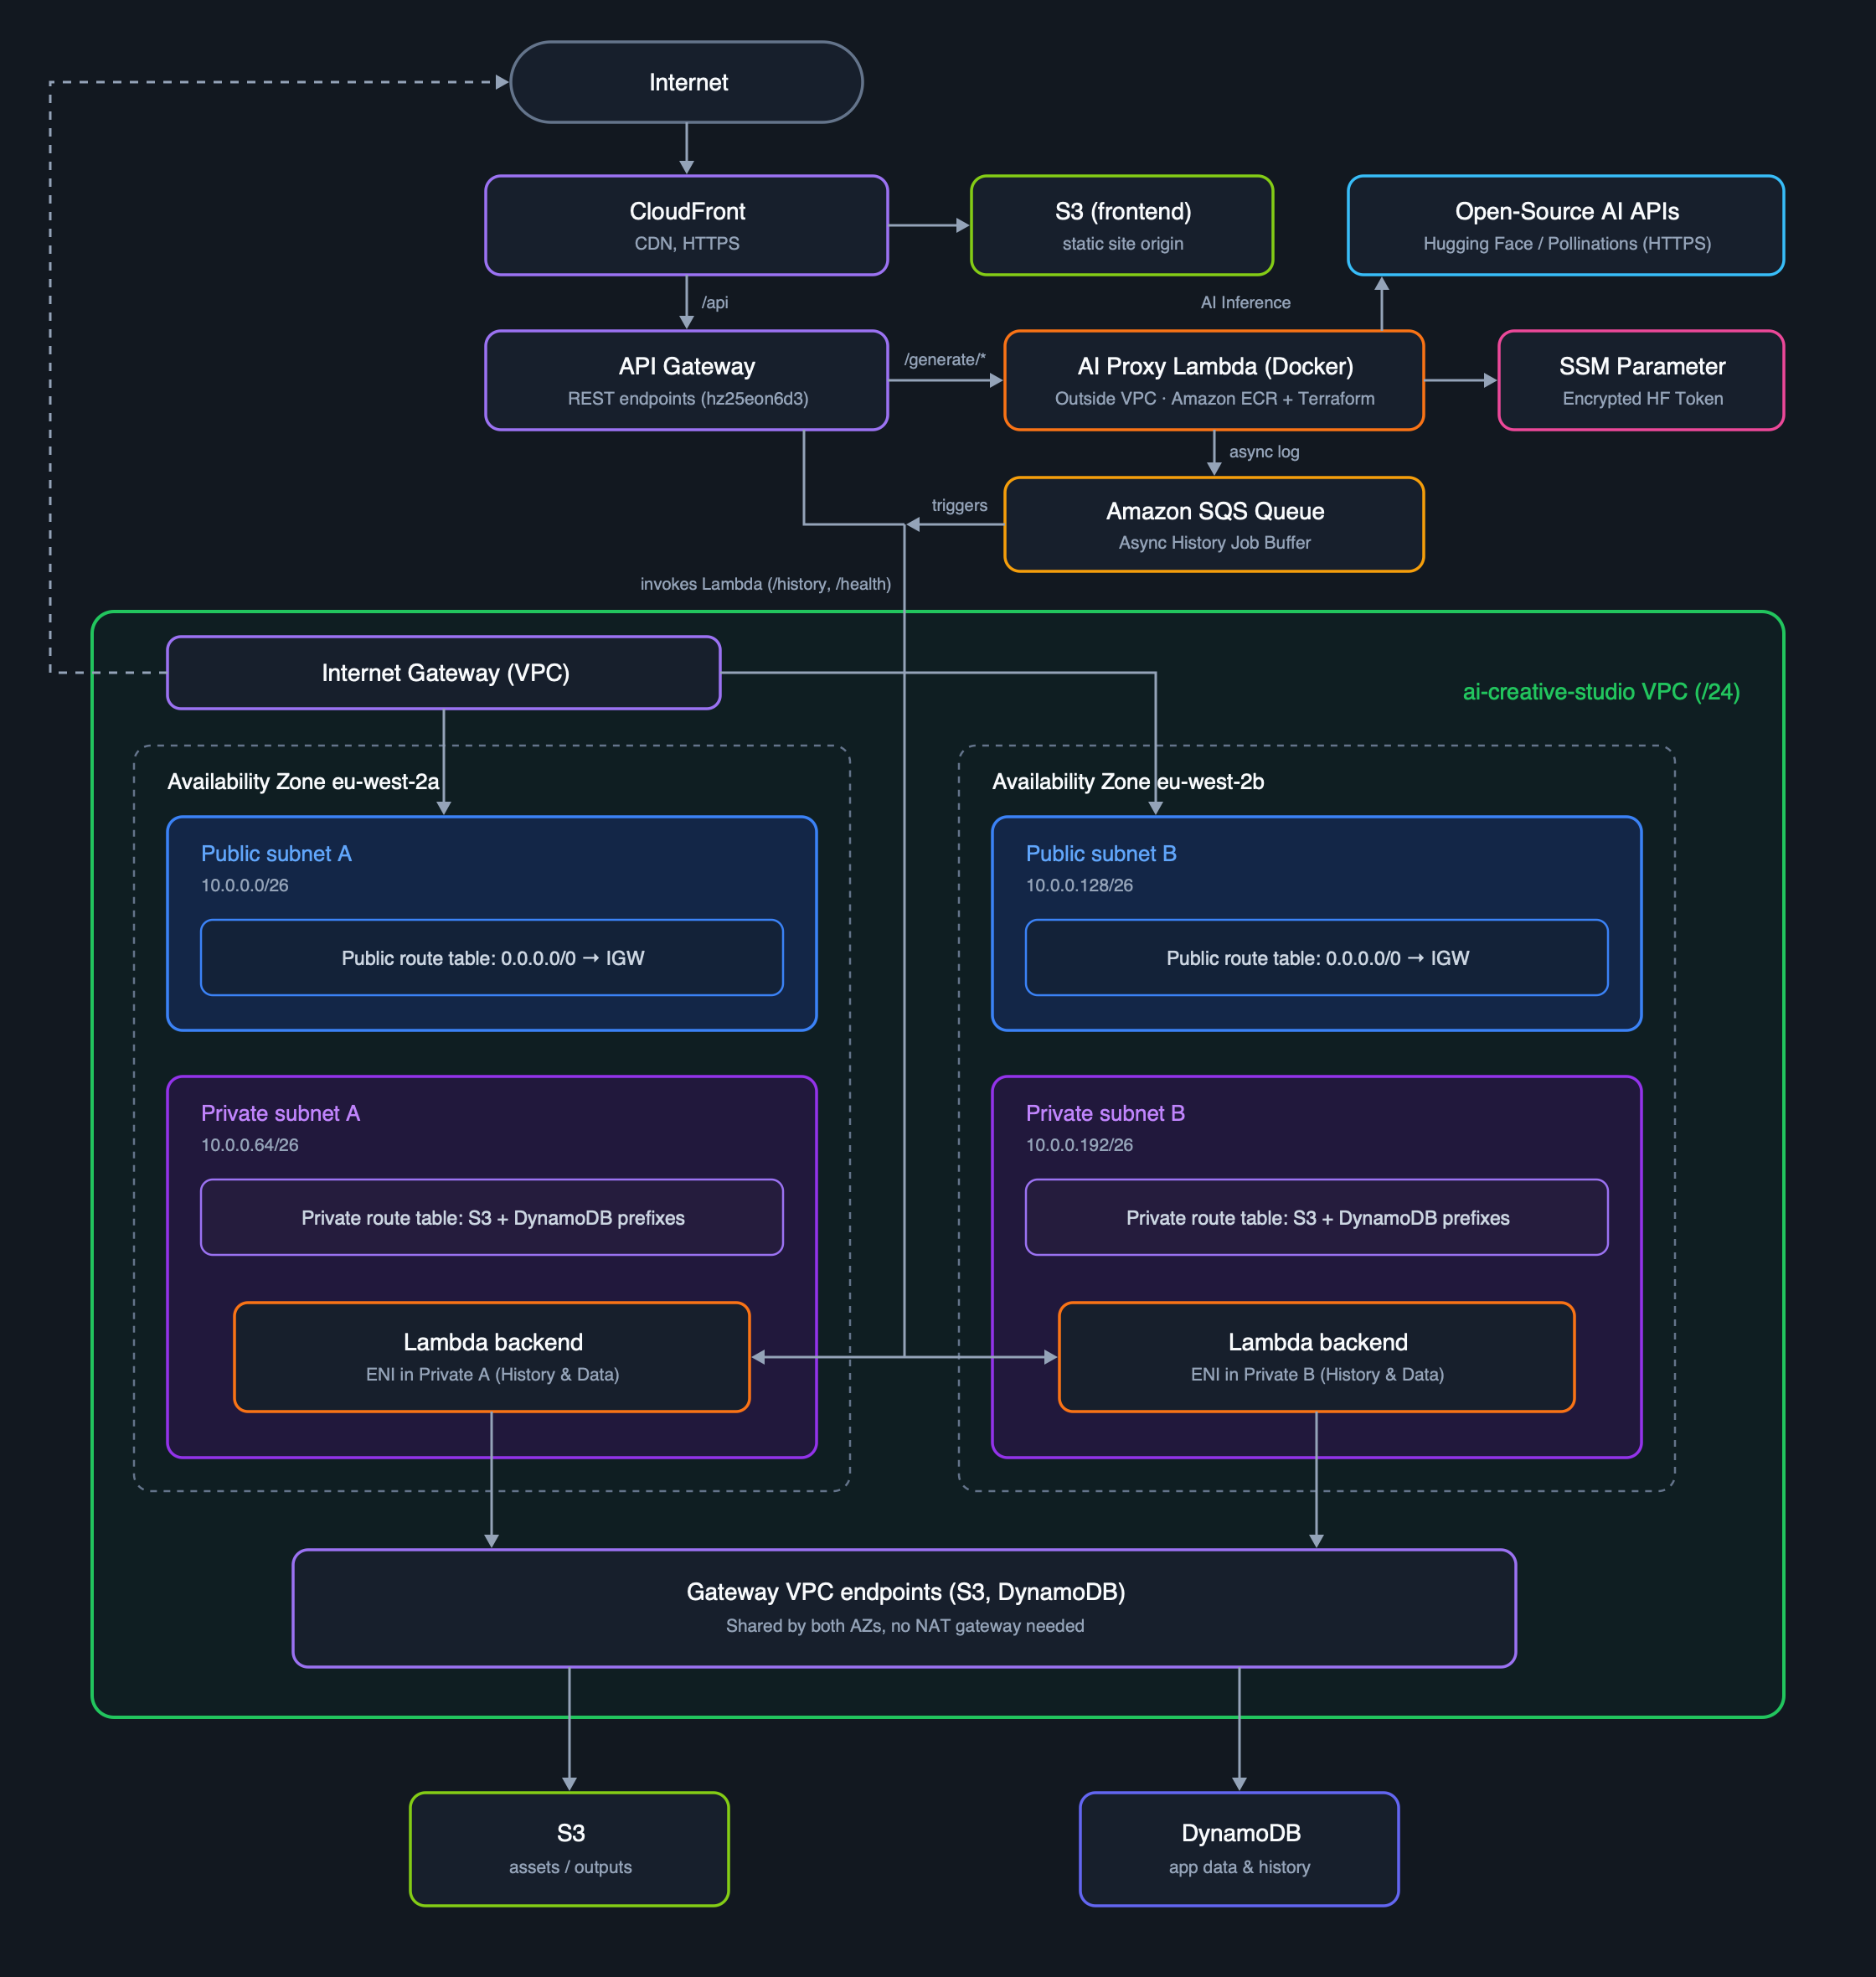 Internet
CloudFront
CDN, HTTPS
S3 (frontend)
static site origin
Open-Source AI APIs
Hugging Face / Pollinations (HTTPS)
/api
AI Inference
API Gateway
REST endpoints (hz25eon6d3)
/generate/*
AI Proxy Lambda (Docker)
Outside VPC · Amazon ECR + Terraform
SSM Parameter
Encrypted HF Token
async log
triggers
Amazon SQS Queue
Async History Job Buffer
invokes Lambda (/history, /health)
Internet Gateway (VPC)
ai-creative-studio VPC (/24)
Availability Zone eu-west-2a
Public subnet A
10.0.0.0/26
Public route table: 0.0.0.0/0 → IGW
Private subnet A
10.0.0.64/26
Private route table: S3 + DynamoDB prefixes
Lambda backend
ENI in Private A (History & Data)
Availability Zone eu-west-2b
Public subnet B
10.0.0.128/26
Public route table: 0.0.0.0/0 → IGW
Private subnet B
10.0.0.192/26
Private route table: S3 + DynamoDB prefixes
Lambda backend
ENI in Private B (History & Data)
Gateway VPC endpoints (S3, DynamoDB)
Shared by both AZs, no NAT gateway needed
S3
assets / outputs
DynamoDB
app data & history